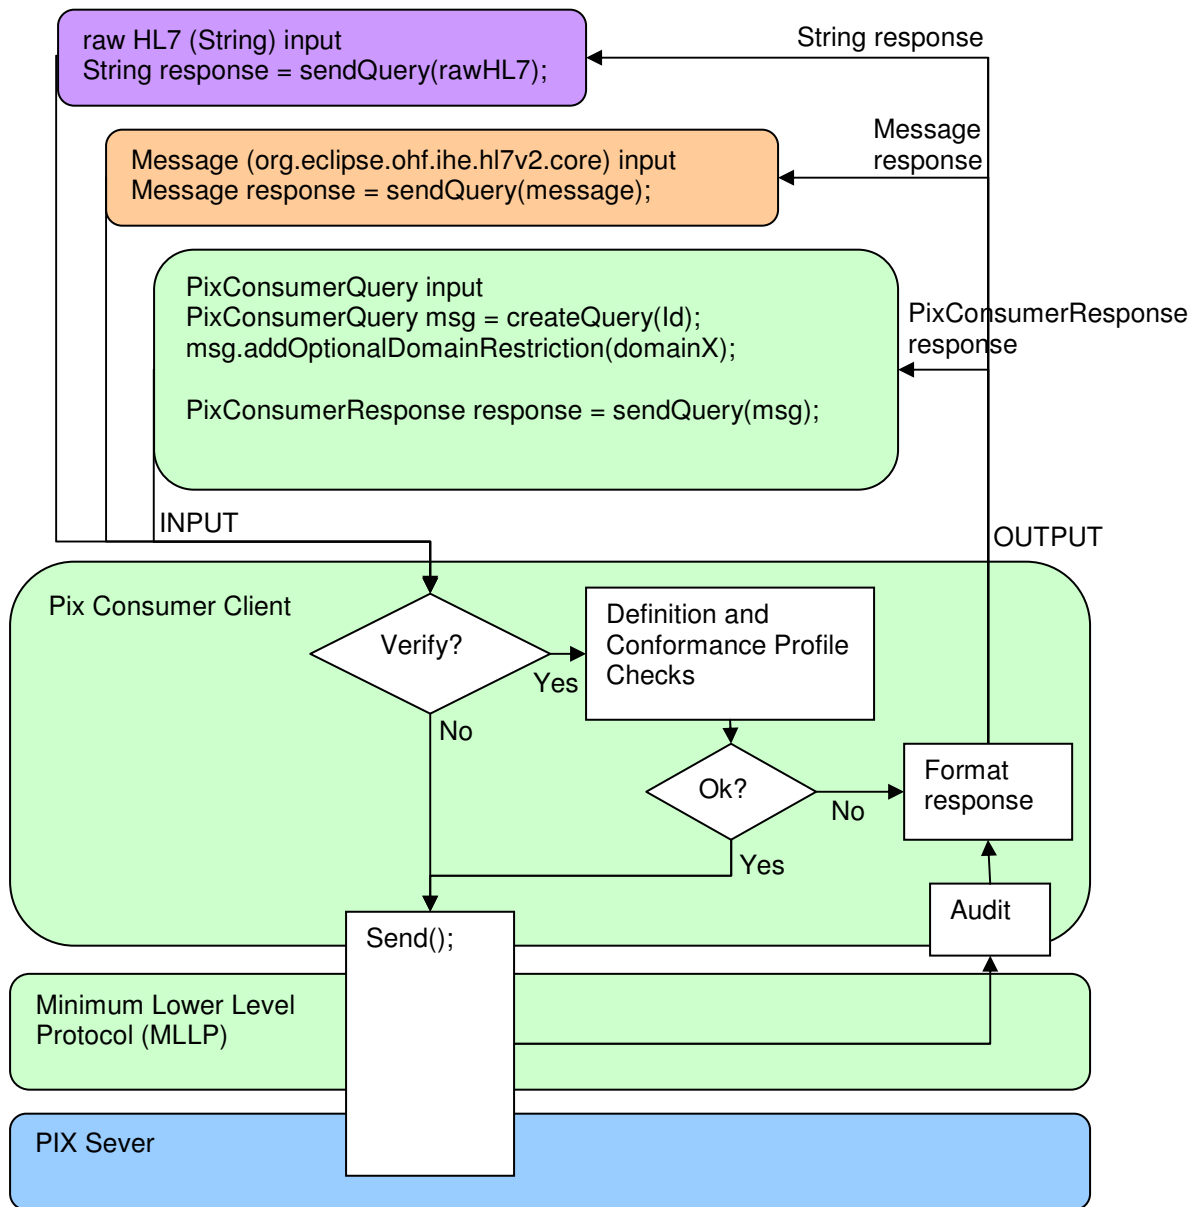 raw HL7 (String) input
String response = sendQuery(rawHL7);
String response
Message (org.eclipse.ohf.ihe.hl7v2.core) input
Message response = sendQuery(message);
Message
response
PixConsumerQuery input
PixConsumerQuery msg = createQuery(Id);
msg.addOptionalDomainRestriction(domainX);
PixConsumerResponse response = sendQuery(msg);
PixConsumerResponse
response
INPUT
OUTPUT
Pix Consumer Client
Verify?
Yes
No
Definition and
Conformance Profile
Checks
Ok?
No
Yes
Format
response
Audit
Send();
Minimum Lower Level
Protocol (MLLP)
PIX Sever